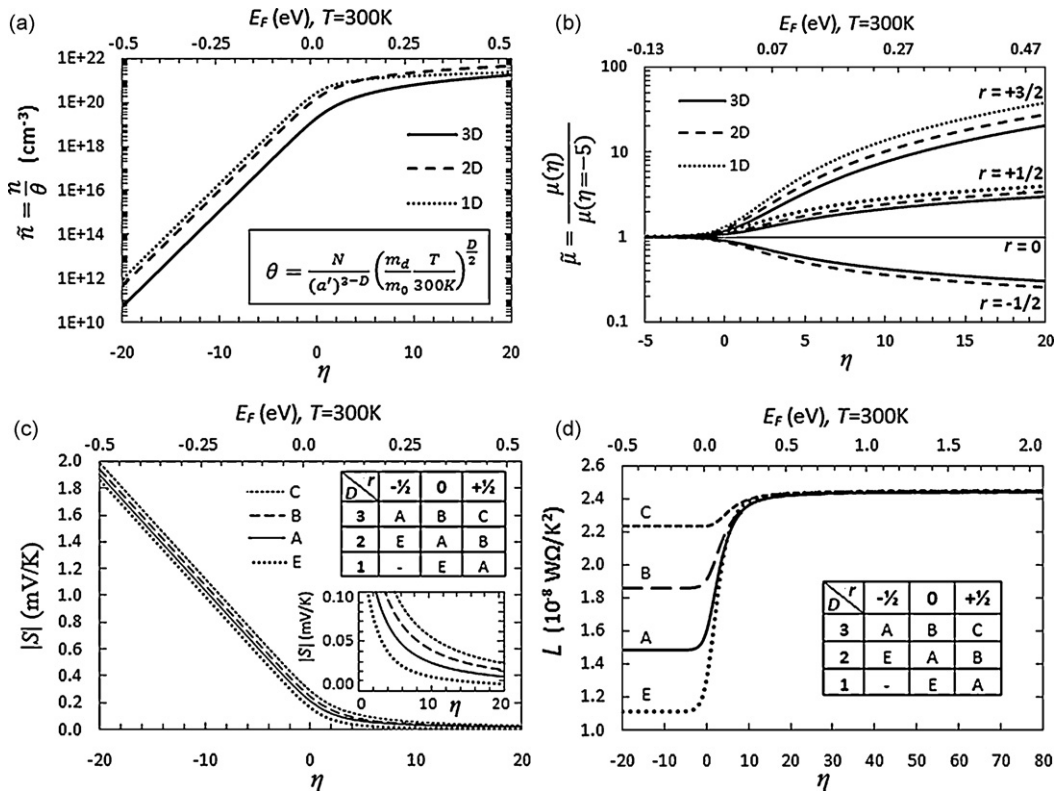 (a)
E_F (eV), T=300K
-0.5 -0.25 0.0 0.25 0.5
1E+22
1E+20
1E+18
1E+16
1E+14
1E+12
1E+10
ñ = n/θ (cm⁻³)
3D
2D
1D
θ = N/(a′)^(3-D) (m_d/m_0 T/300K)^(D/2)
-20 -10 0 10 20
η
(b)
E_F (eV), T=300K
-0.13 0.07 0.27 0.47
100
10
1
0.1
μ̃ = μ(η)/μ(η=−5)
3D
2D
1D
r = +3/2
r = +1/2
r = 0
r = -1/2
-5 0 5 10 15 20
η
(c)
E_F (eV), T=300K
-0.5 -0.25 0.0 0.25 0.5
2.0
1.8
1.6
1.4
1.2
1.0
0.8
0.6
0.4
0.2
0.0
|S| (mV/K)
C
B
A
E
D r -½ 0 +½
3 A B C
2 E A B
1 - E A
0.10
0.05
0.00
|S| (mV/K)
0 10 20
η
-20 -10 0 10 20
η
(d)
E_F (eV), T=300K
-0.5 0.0 0.5 1.0 1.5 2.0
2.6
2.4
2.2
2.0
1.8
1.6
1.4
1.2
1.0
L (10⁻⁸ WΩ/K²)
C
B
A
E
D r -½ 0 +½
3 A B C
2 E A B
1 - E A
-20 -10 0 10 20 30 40 50 60 70 80
η